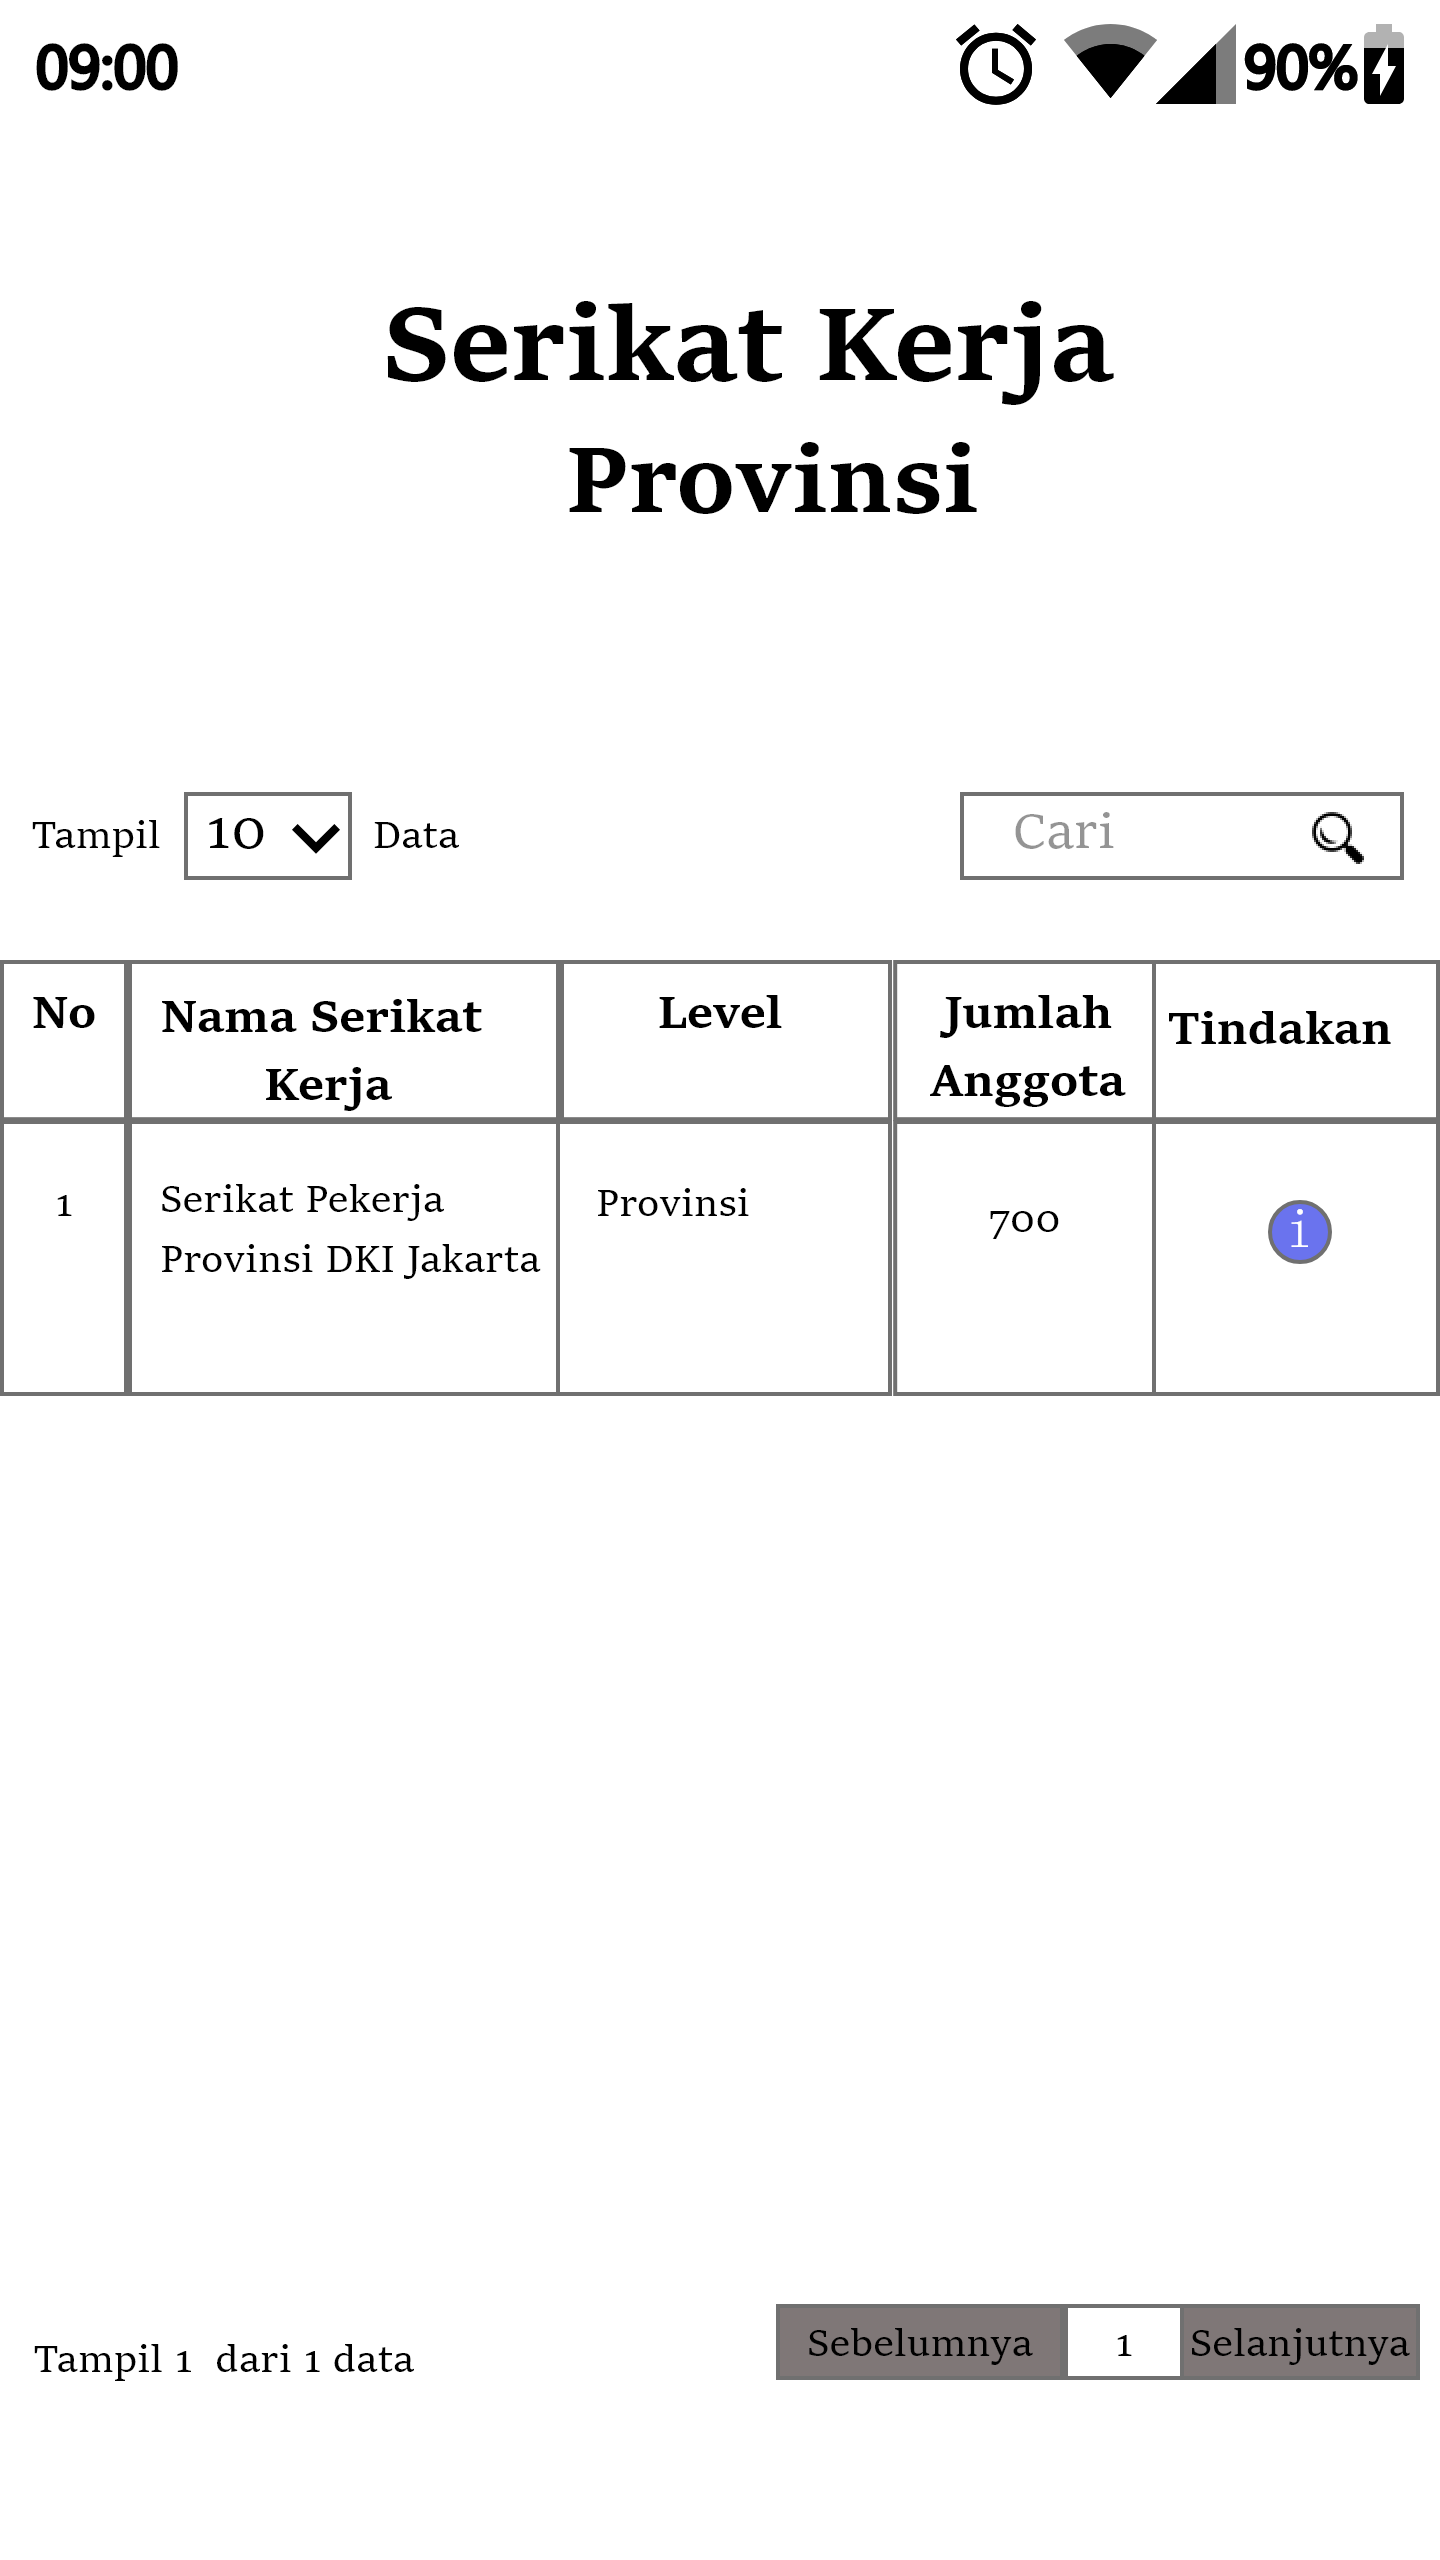 09:00 90%
Serikat Kerja
Provinsi
Tampil 10 Data Cari
No Nama Serikat Kerja Level Jumlah Anggota Tindakan
1 Serikat Pekerja Provinsi DKI Jakarta Provinsi 700 i
Tampil 1 dari 1 data Sebelumnya 1 Selanjutnya